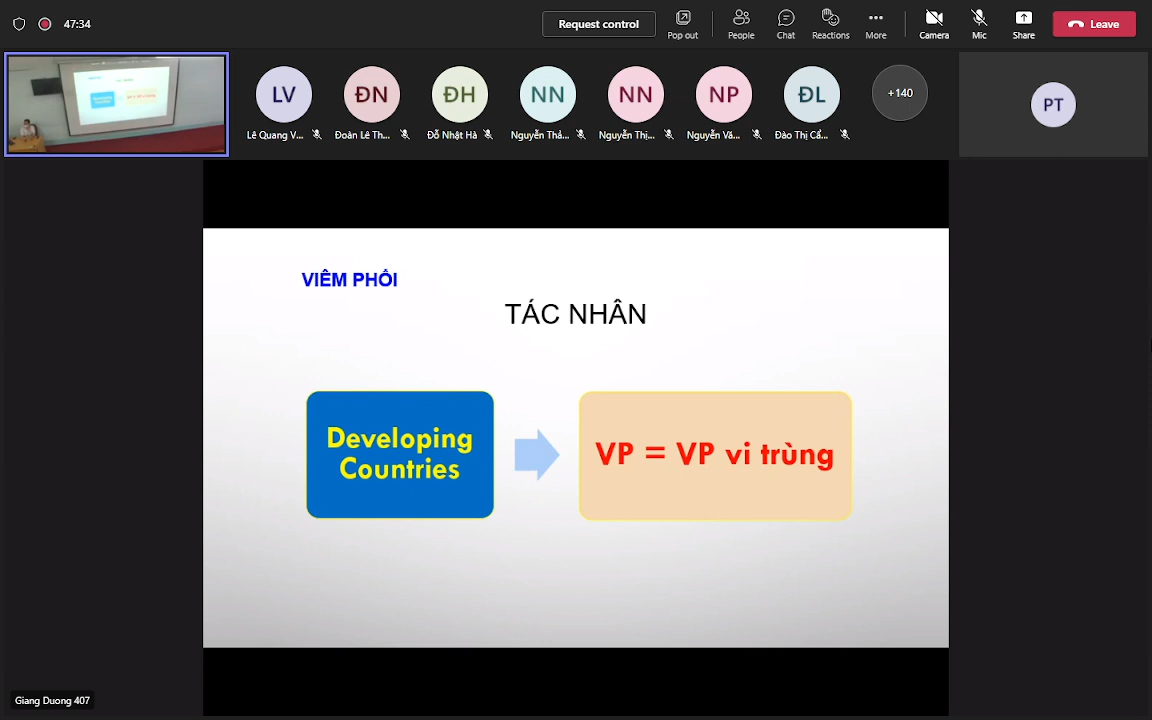 47:34
Request control
Pop out
People
Chat
Reactions
More
Camera
Mic
Share
Leave
LV
ĐN
ĐH
NN
NN
NP
ĐL
+140
PT
Lê Quang V...
Đoàn Lê Th...
Đỗ Nhật Hà
Nguyễn Thả...
Nguyễn Thị...
Nguyễn Vă...
Đào Thị Cẩ...
VIÊM PHỔI
TÁC NHÂN
Developing
Countries
VP = VP vi trùng
Giang Duong 407